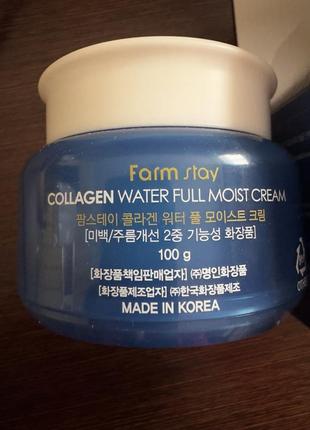 Farm stay
COLLAGEN WATER FULL MOIST CREAM
팜스테이 콜라겐 워터 풀 모이스트 크림
[미백/주름개선 2중 기능성 화장품]
100 g
[화장품책임판매업자] ㈜명인화장품
[화장품제조업자] ㈜한국화장품제조
MADE IN KOREA